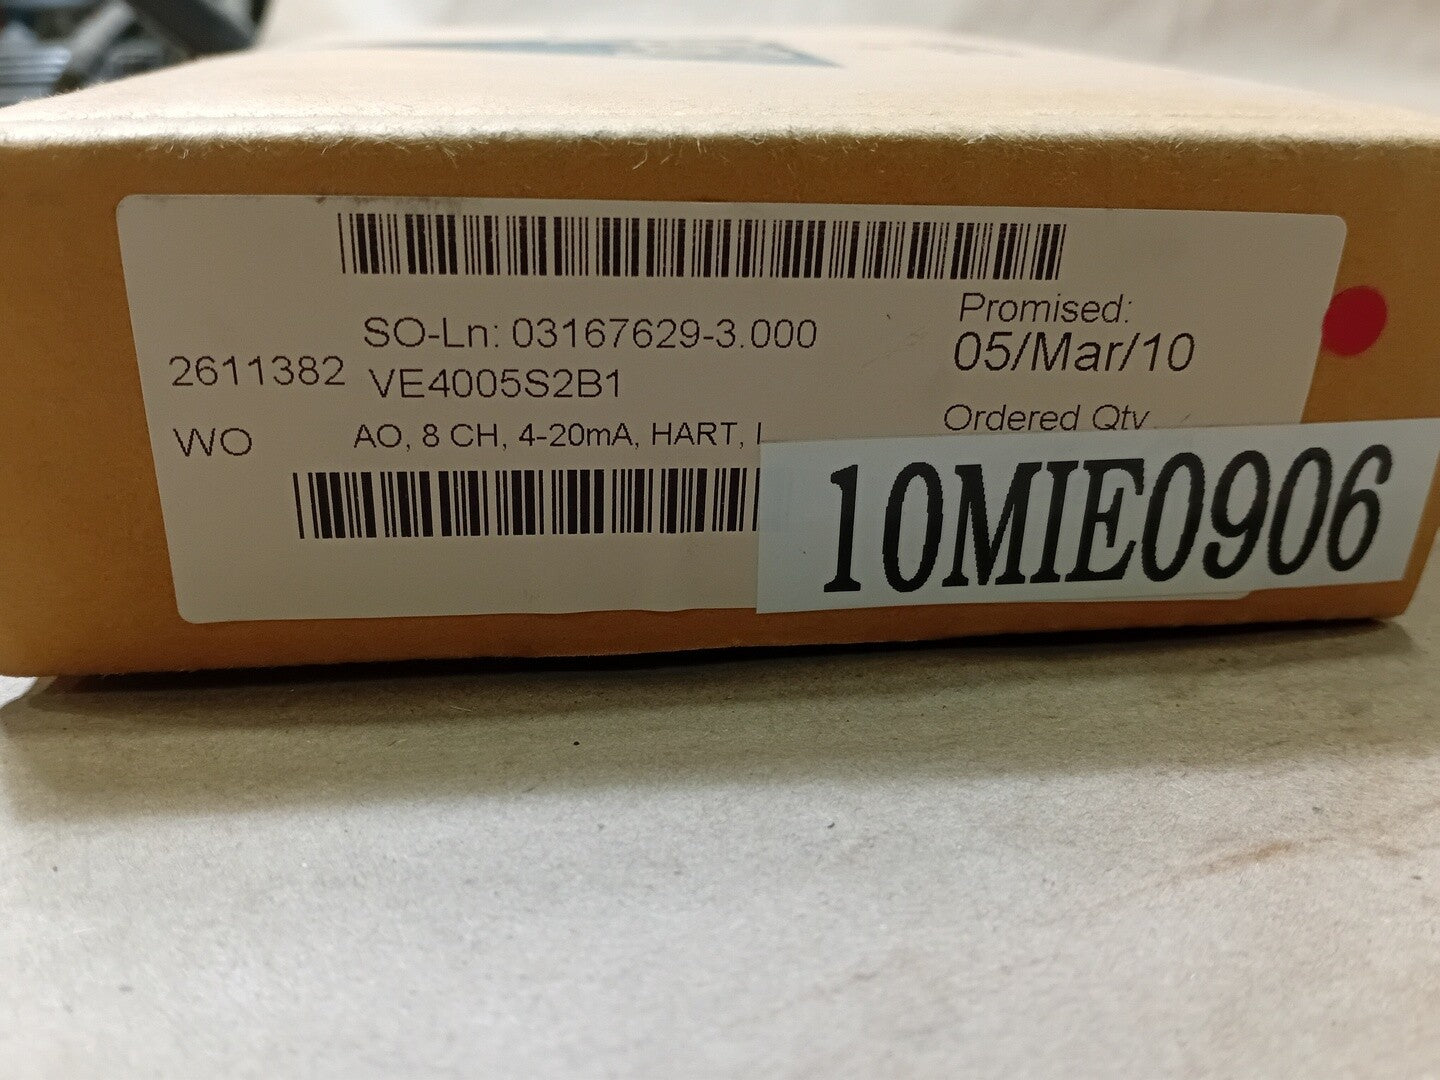 SO-Ln: 03167629-3.000
Promised:
05/Mar/10
2611382
VE4005S2B1
Ordered Qty
WO
AO, 8 CH, 4-20mA, HART,
10MIE0906